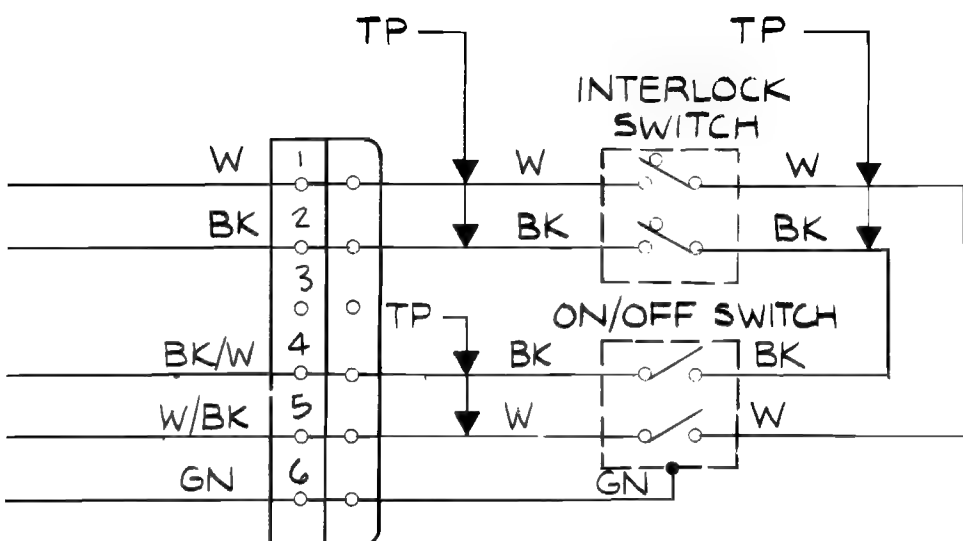 TP TP
INTERLOCK
SWITCH
W 1 W W
BK 2 BK BK
3
TP ON/OFF SWITCH
BK/W 4 BK BK
W/BK 5 W W
GN 6 GN